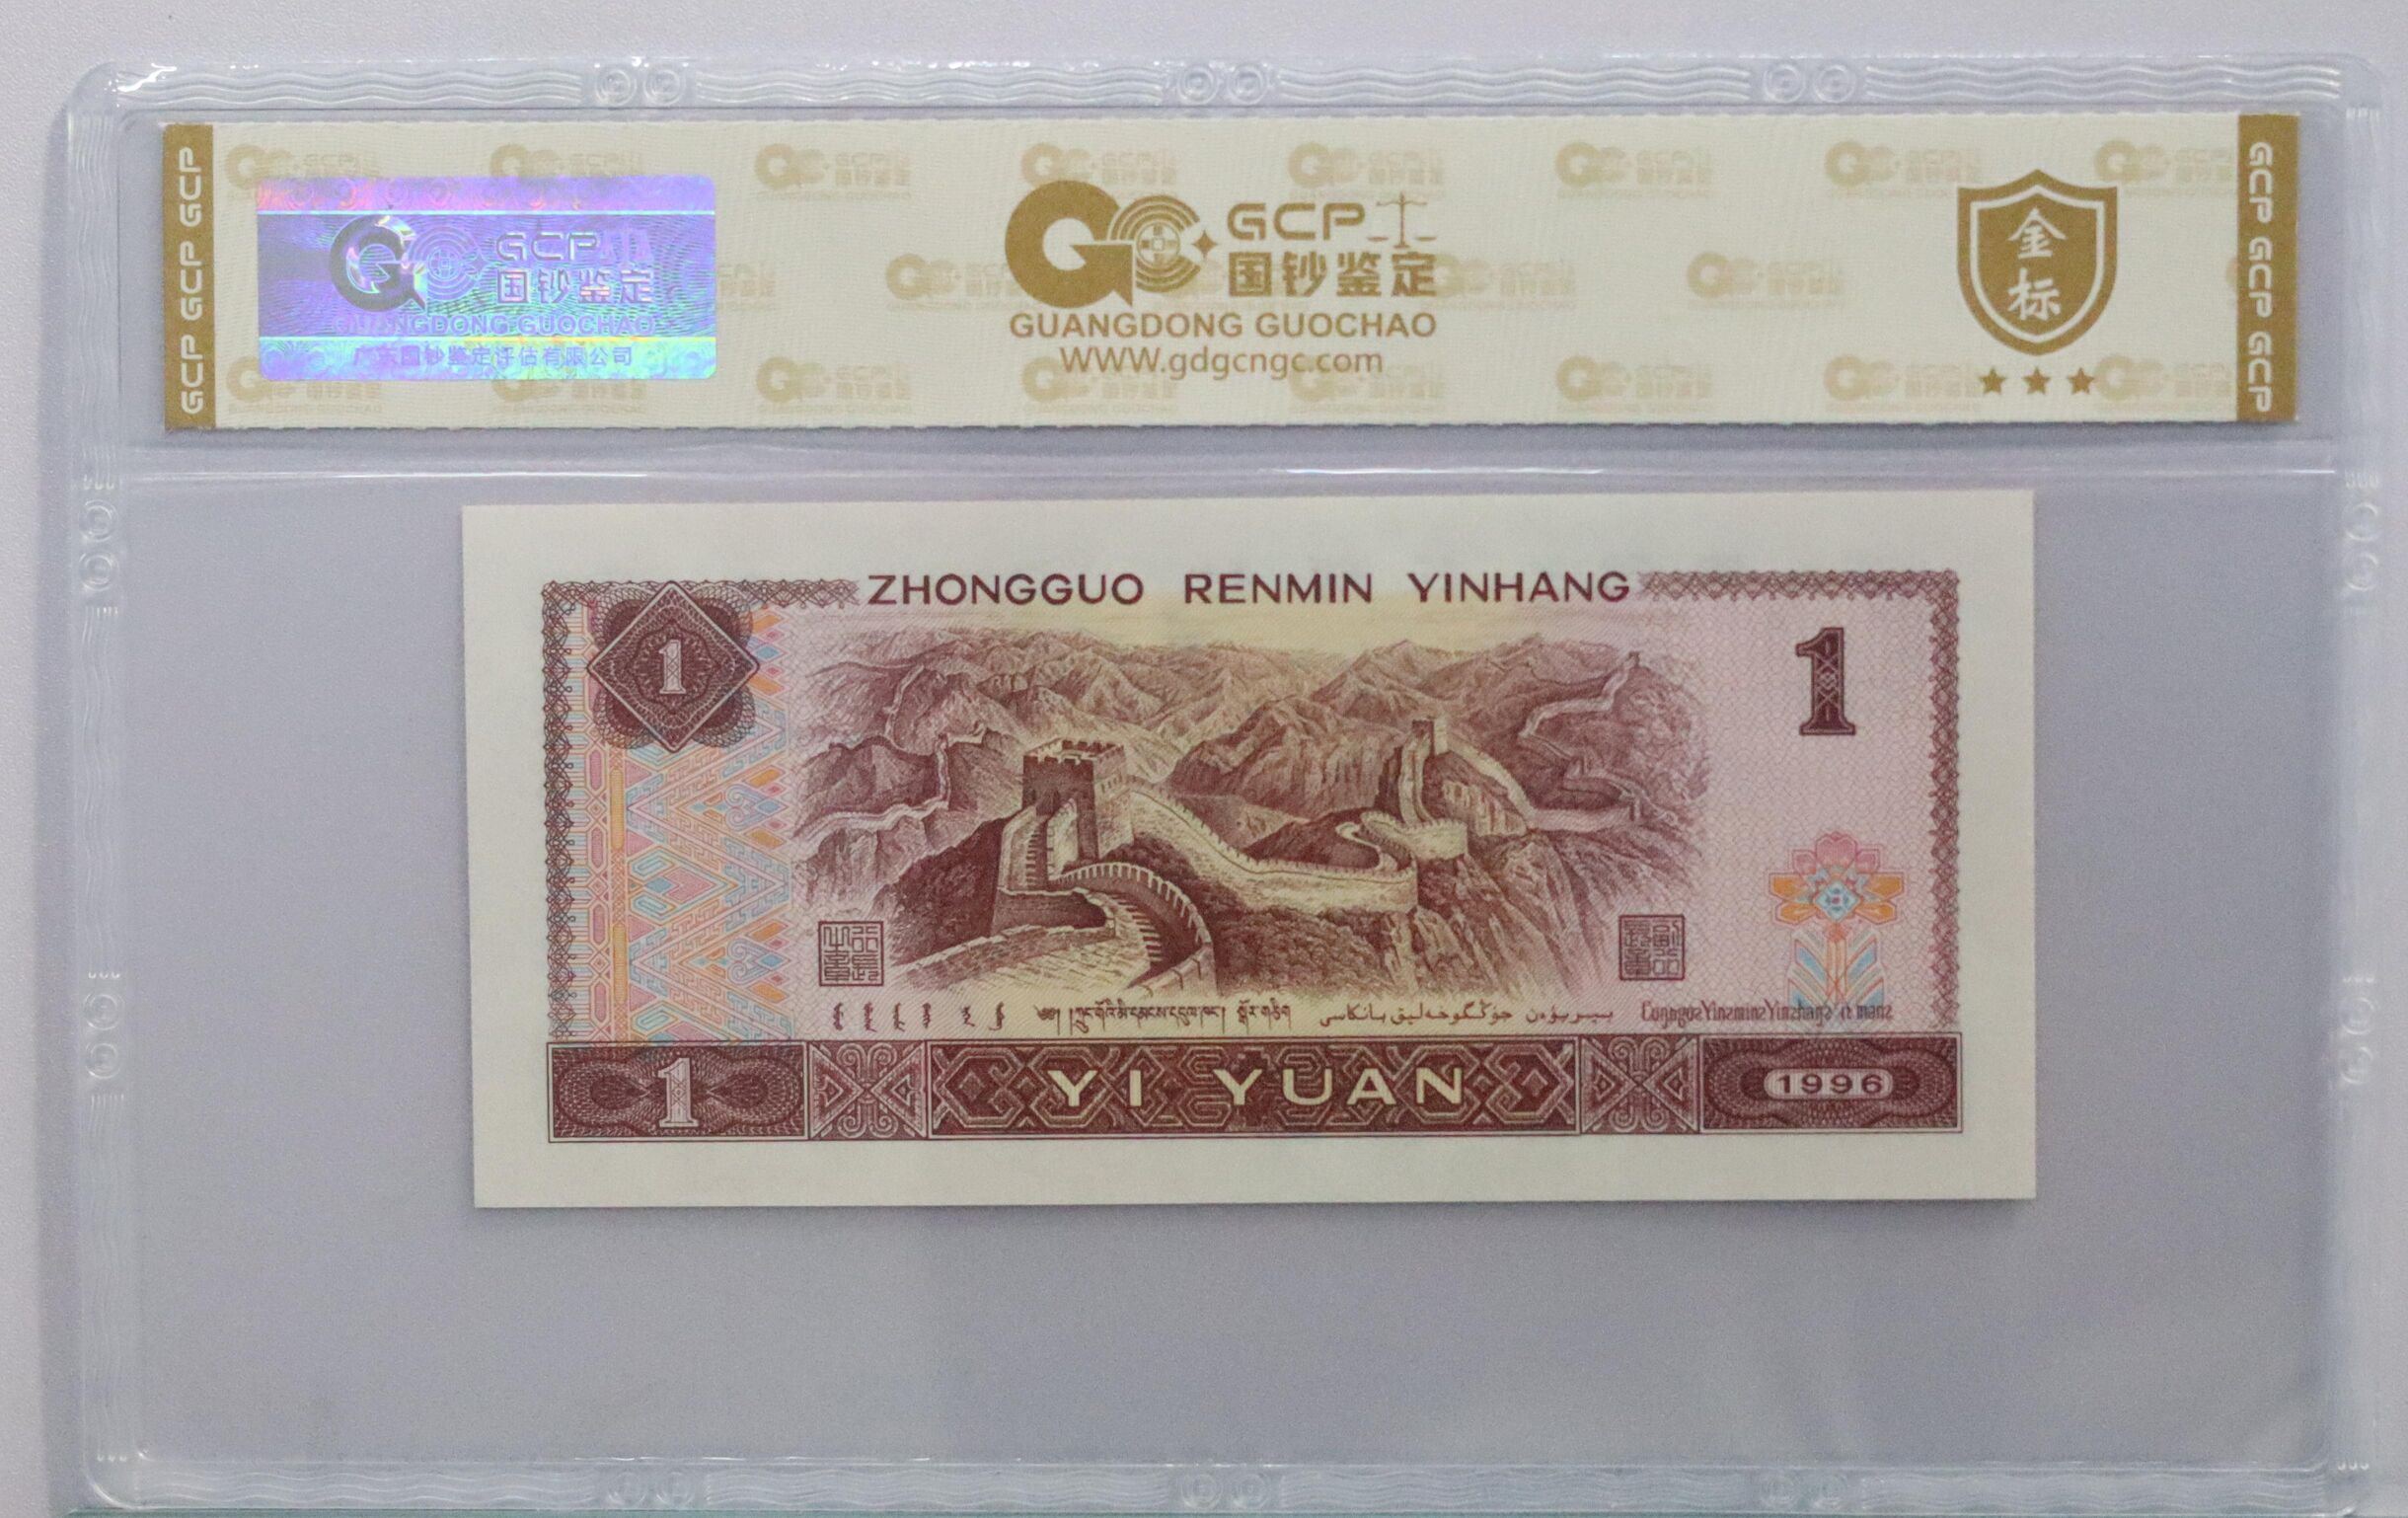 GCP GCP GCP
GCP
国钞鉴定
GUANGDONG GUOCHAO
广东国钞鉴定评估有限公司
GCP
国钞鉴定
GUANGDONG GUOCHAO
WWW.gdgcngc.com
金
标
GCP GCP GCP
ZHONGGUO RENMIN YINHANG
1
1
1
YI YUAN
1996